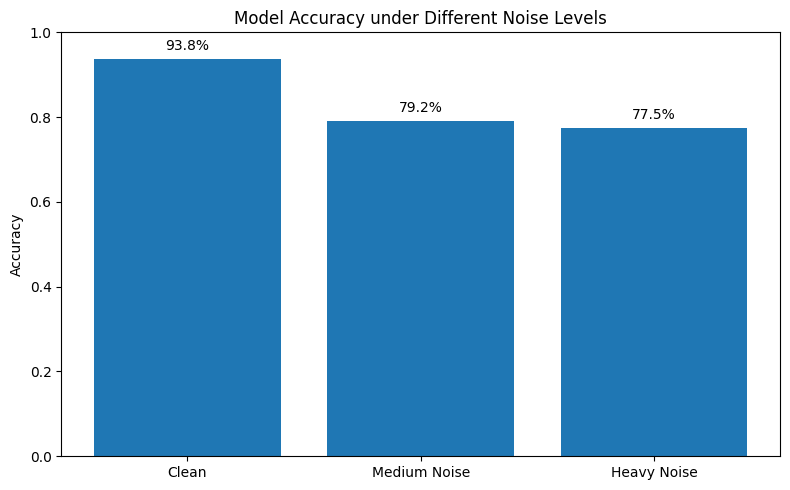 Model Accuracy under Different Noise Levels
Accuracy
1.0
0.8
0.6
0.4
0.2
0.0
93.8%
79.2%
77.5%
Clean
Medium Noise
Heavy Noise